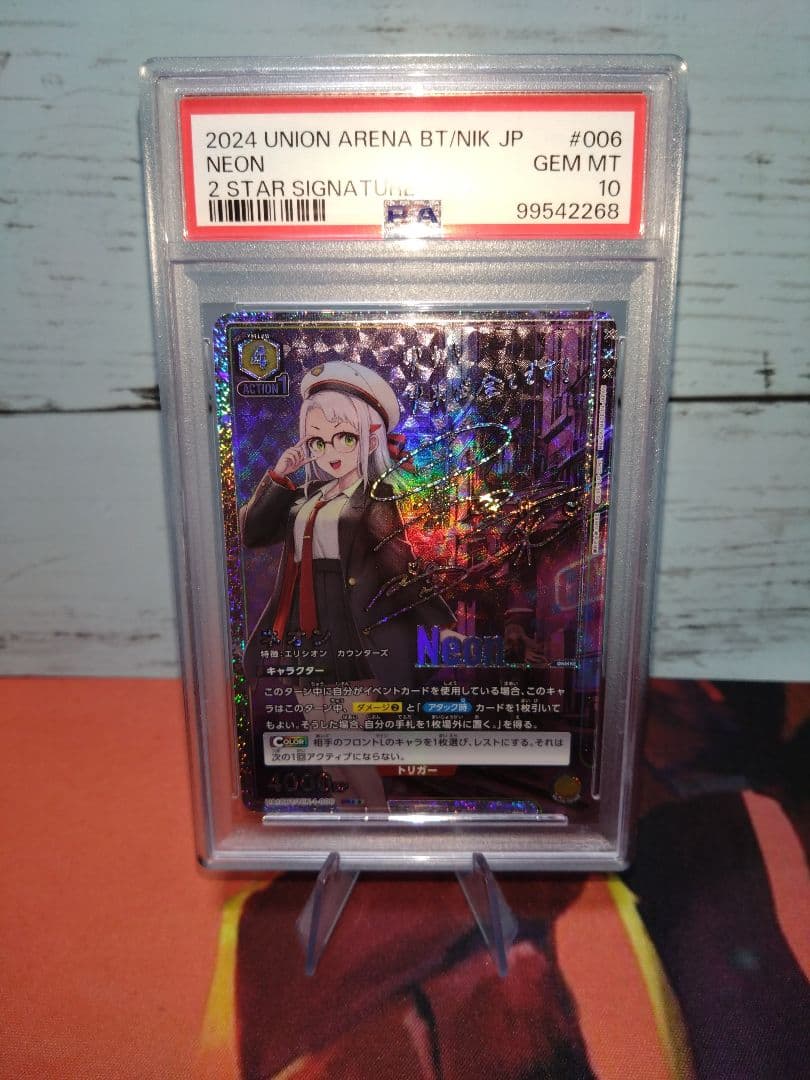 2024 UNION ARENA BT/NIK JP #006
NEON GEM MT
2 STAR SIGNATURE 10
PSA 99542268
4
ACTION 1
ネオン
Neon
特徴:エリシオン カウンターズ
キャラクター
このターン中に自分がイベントカードを使用している場合、このキャ
ラはこのターン中、ダメージ2と「アタック時 カードを1枚引いて
もよい。そうした場合、自分の手札を1枚場外に置く。」を得る。
COLOR 相手のフロントLのキャラを1枚選び、レストにする。それは
次の1回アクティブにならない。
トリガー
4000